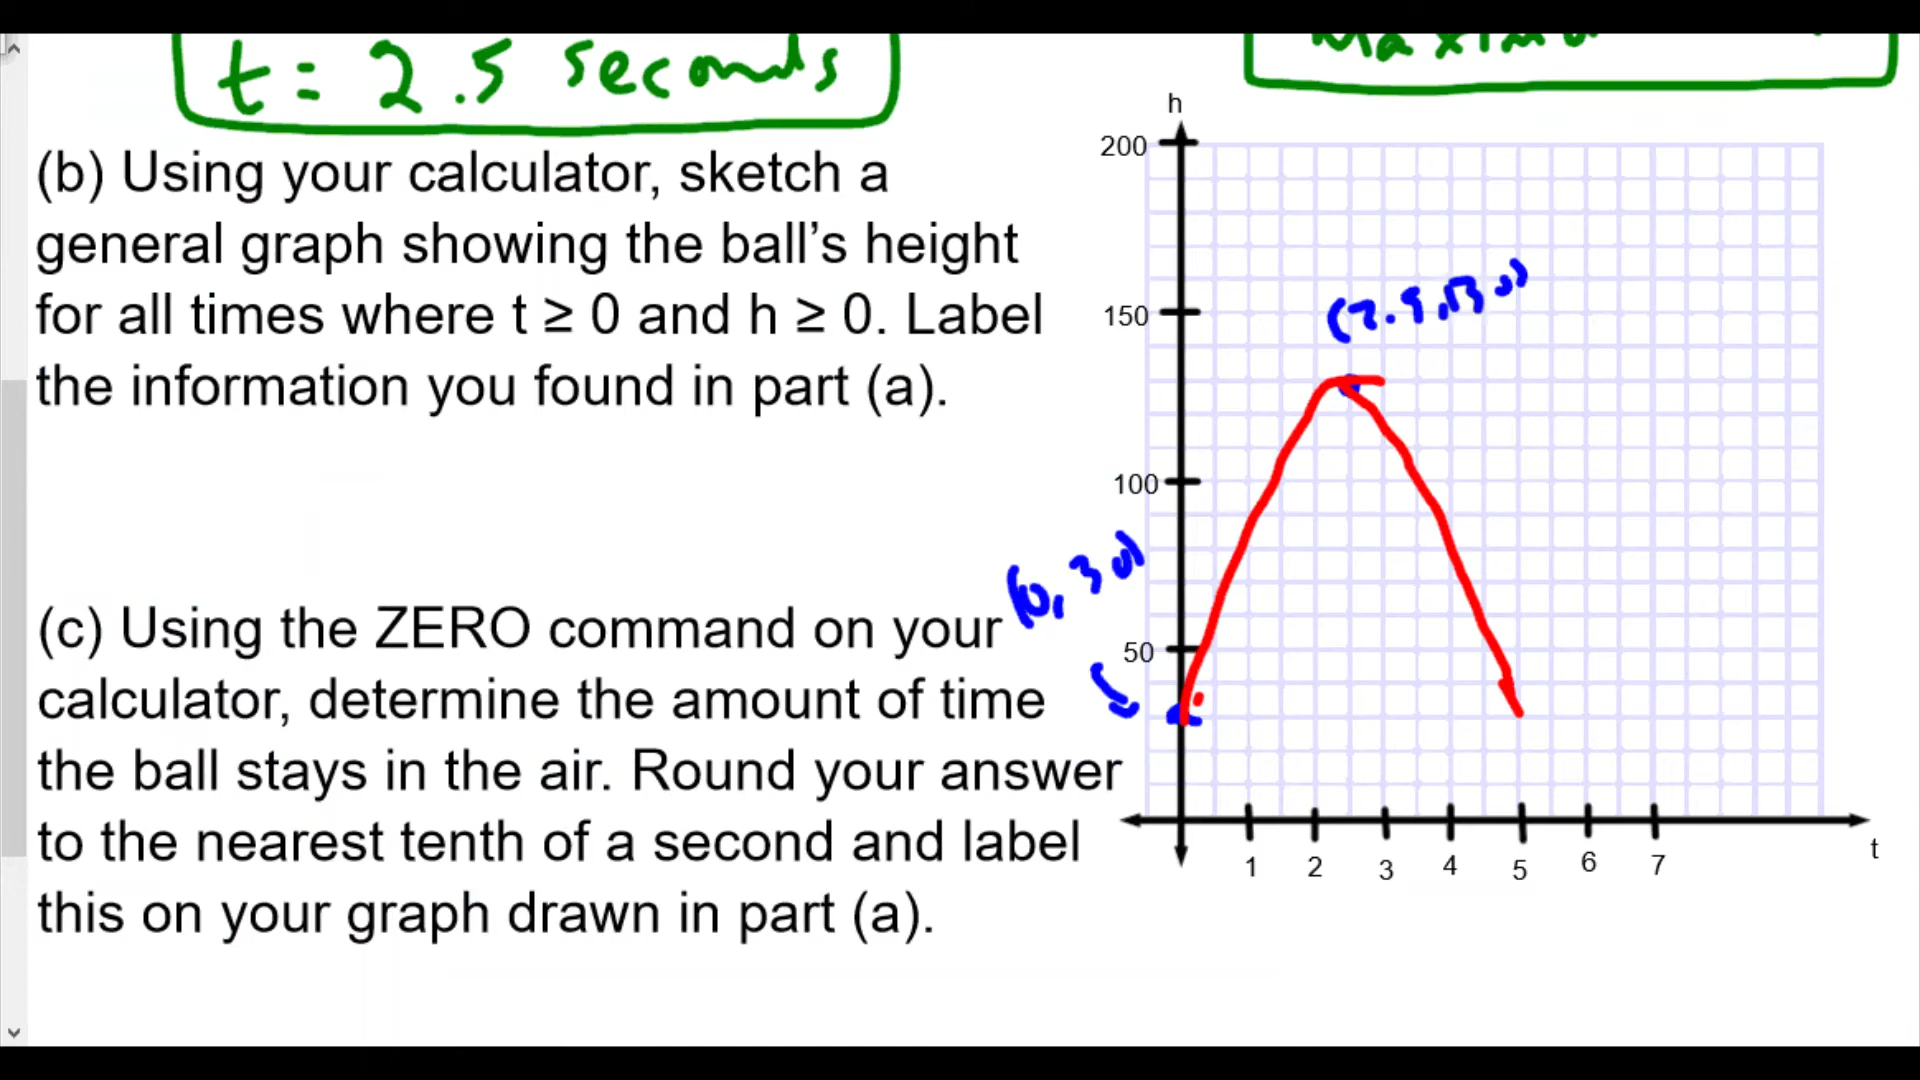 t = 2.5 seconds
(b) Using your calculator, sketch a
general graph showing the ball’s height
for all times where t ≥ 0 and h ≥ 0. Label
the information you found in part (a).
(c) Using the ZERO command on your
calculator, determine the amount of time
the ball stays in the air. Round your answer
to the nearest tenth of a second and label
this on your graph drawn in part (a).
h
200
150
100
50
(2.5, 130)
(0, 30)
1 2 3 4 5 6 7
t